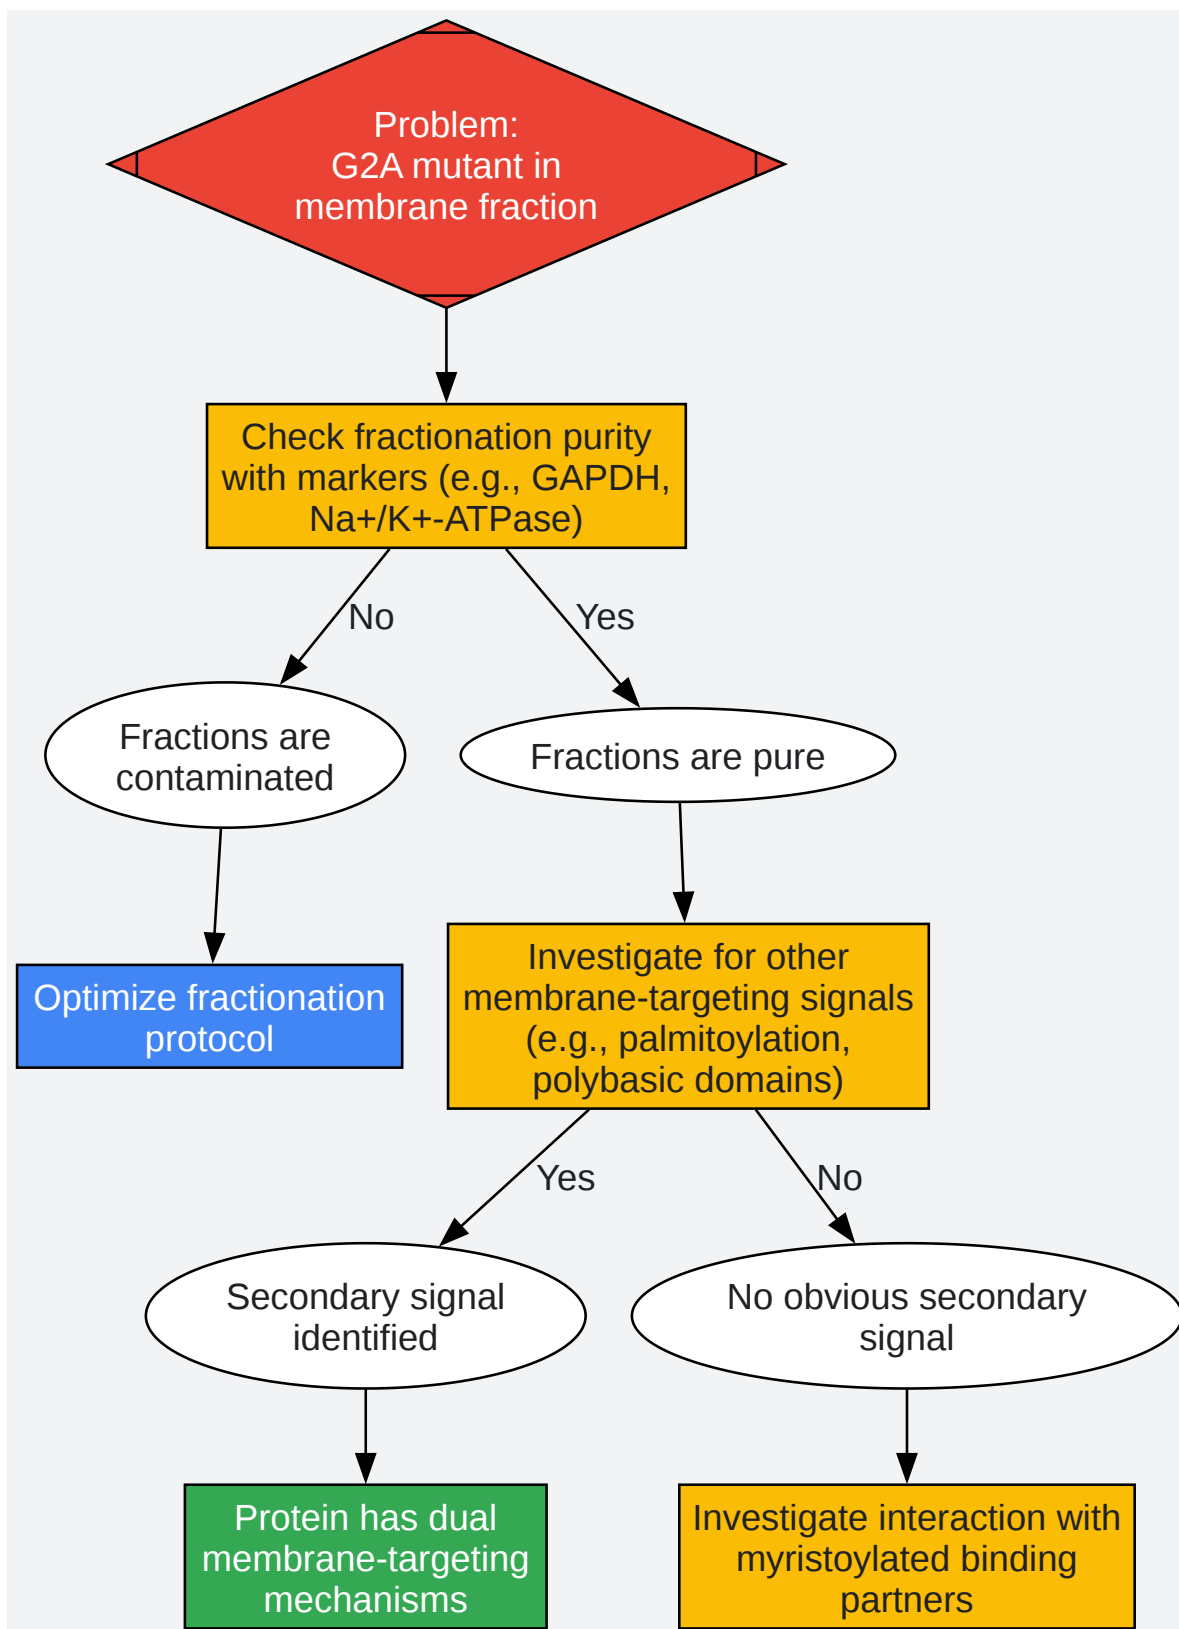 Problem:
G2A mutant in
membrane fraction
Check fractionation purity
with markers (e.g., GAPDH,
Na+/K+-ATPase)
No
Yes
Fractions are
contaminated
Fractions are pure
Optimize fractionation
protocol
Investigate for other
membrane-targeting signals
(e.g., palmitoylation,
polybasic domains)
Yes
No
Secondary signal
identified
No obvious secondary
signal
Protein has dual
membrane-targeting
mechanisms
Investigate interaction with
myristoylated binding
partners